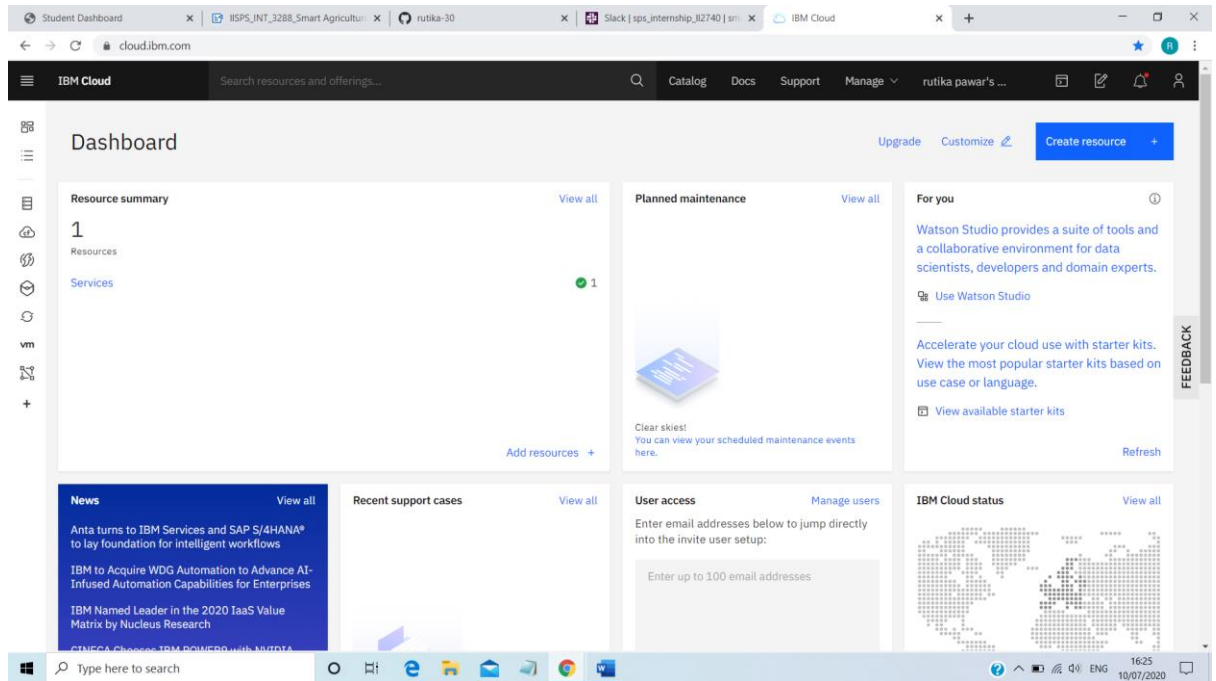 Student Dashboard
IISPS_INT_3288_Smart Agricultur
rutika-30
Slack | sps_internship_II2740 | sm
IBM Cloud
cloud.ibm.com
R
IBM Cloud
Search resources and offerings...
Catalog
Docs
Support
Manage
rutika pawar's ...
Dashboard
Upgrade
Customize
Create resource +
Resource summary
View all
1
Resources
Services
1
Add resources +
Planned maintenance
View all
Clear skies!
You can view your scheduled maintenance events
here.
For you
Watson Studio provides a suite of tools and
a collaborative environment for data
scientists, developers and domain experts.
Use Watson Studio
Accelerate your cloud use with starter kits.
View the most popular starter kits based on
use case or language.
View available starter kits
Refresh
FEEDBACK
vm
News
View all
Anta turns to IBM Services and SAP S/4HANA®
to lay foundation for intelligent workflows
IBM to Acquire WDG Automation to Advance AI-
Infused Automation Capabilities for Enterprises
IBM Named Leader in the 2020 IaaS Value
Matrix by Nucleus Research
CINECA Chooses IBM POWER9 with NVIDIA
Recent support cases
View all
User access
Manage users
Enter email addresses below to jump directly
into the invite user setup:
Enter up to 100 email addresses
IBM Cloud status
View all
Type here to search
ENG
16:25
10/07/2020